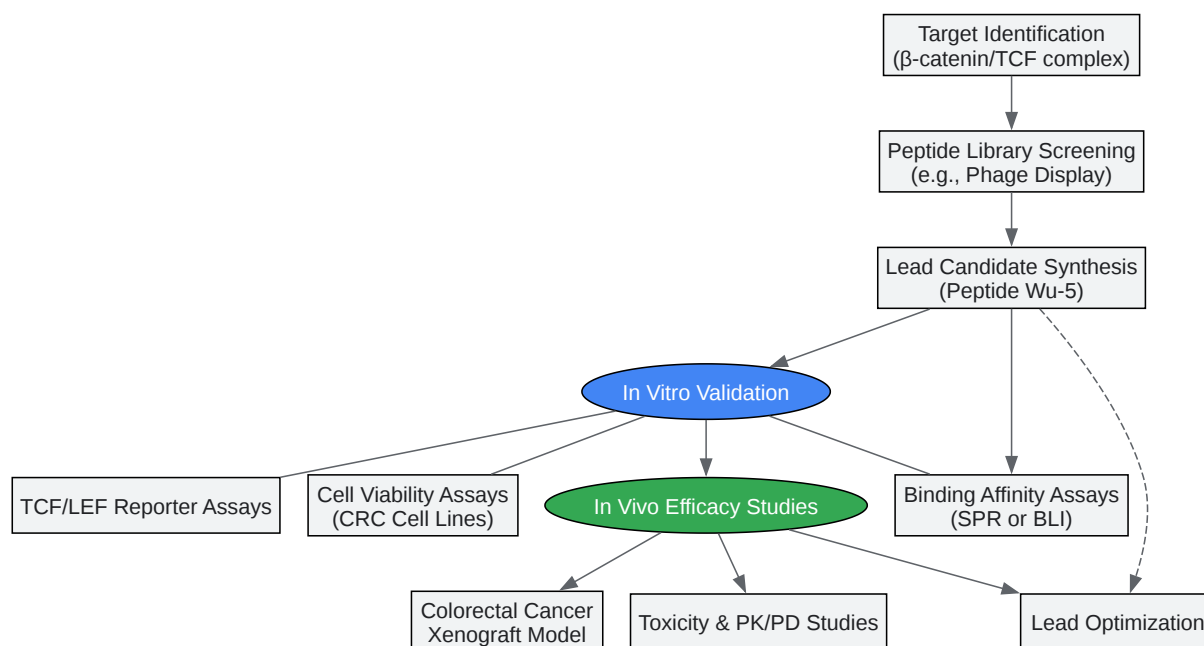 Target Identification
(β-catenin/TCF complex)
Peptide Library Screening
(e.g., Phage Display)
Lead Candidate Synthesis
(Peptide Wu-5)
In Vitro Validation
TCF/LEF Reporter Assays
Cell Viability Assays
(CRC Cell Lines)
In Vivo Efficacy Studies
Binding Affinity Assays
(SPR or BLI)
Colorectal Cancer
Xenograft Model
Toxicity & PK/PD Studies
Lead Optimization